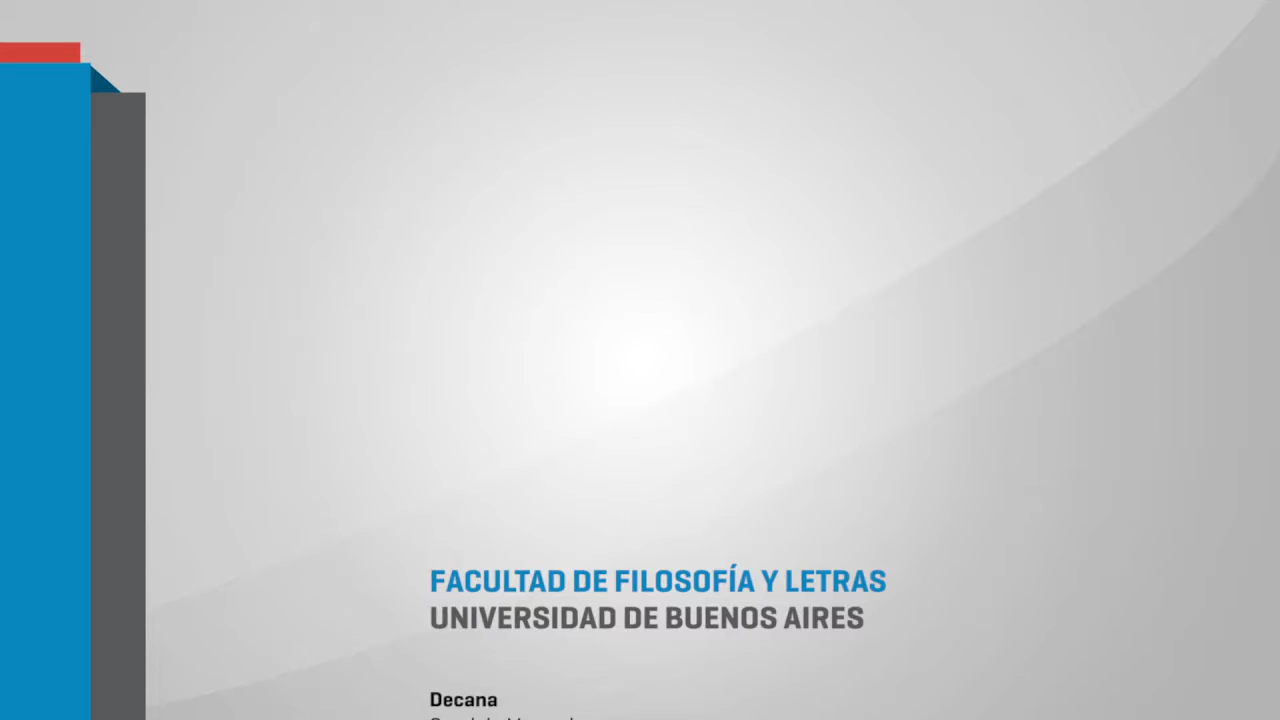 FACULTAD DE FILOSOFÍA Y LETRAS
UNIVERSIDAD DE BUENOS AIRES
Decana